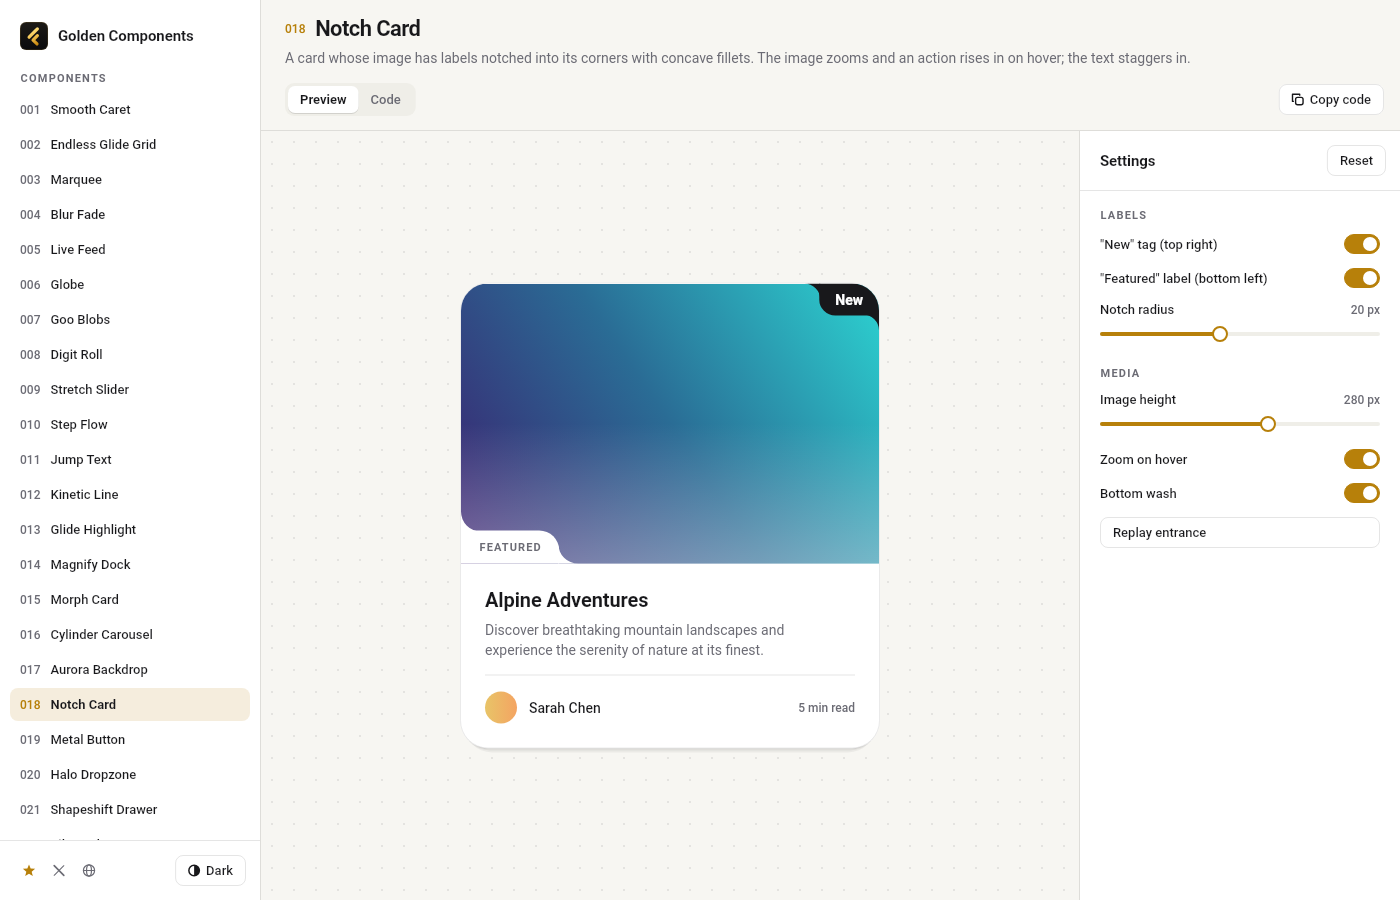 Golden Components
COMPONENTS
001 Smooth Caret
002 Endless Glide Grid
003 Marquee
004 Blur Fade
005 Live Feed
006 Globe
007 Goo Blobs
008 Digit Roll
009 Stretch Slider
010 Step Flow
011 Jump Text
012 Kinetic Line
013 Glide Highlight
014 Magnify Dock
015 Morph Card
016 Cylinder Carousel
017 Aurora Backdrop
018 Notch Card
019 Metal Button
020 Halo Dropzone
021 Shapeshift Drawer
Dark
018 Notch Card
A card whose image has labels notched into its corners with concave fillets. The image zooms and an action rises in on hover; the text staggers in.
Preview Code
Copy code
New
FEATURED
Alpine Adventures
Discover breathtaking mountain landscapes and
experience the serenity of nature at its finest.
Sarah Chen 5 min read
Settings Reset
LABELS
"New" tag (top right)
"Featured" label (bottom left)
Notch radius 20 px
MEDIA
Image height 280 px
Zoom on hover
Bottom wash
Replay entrance